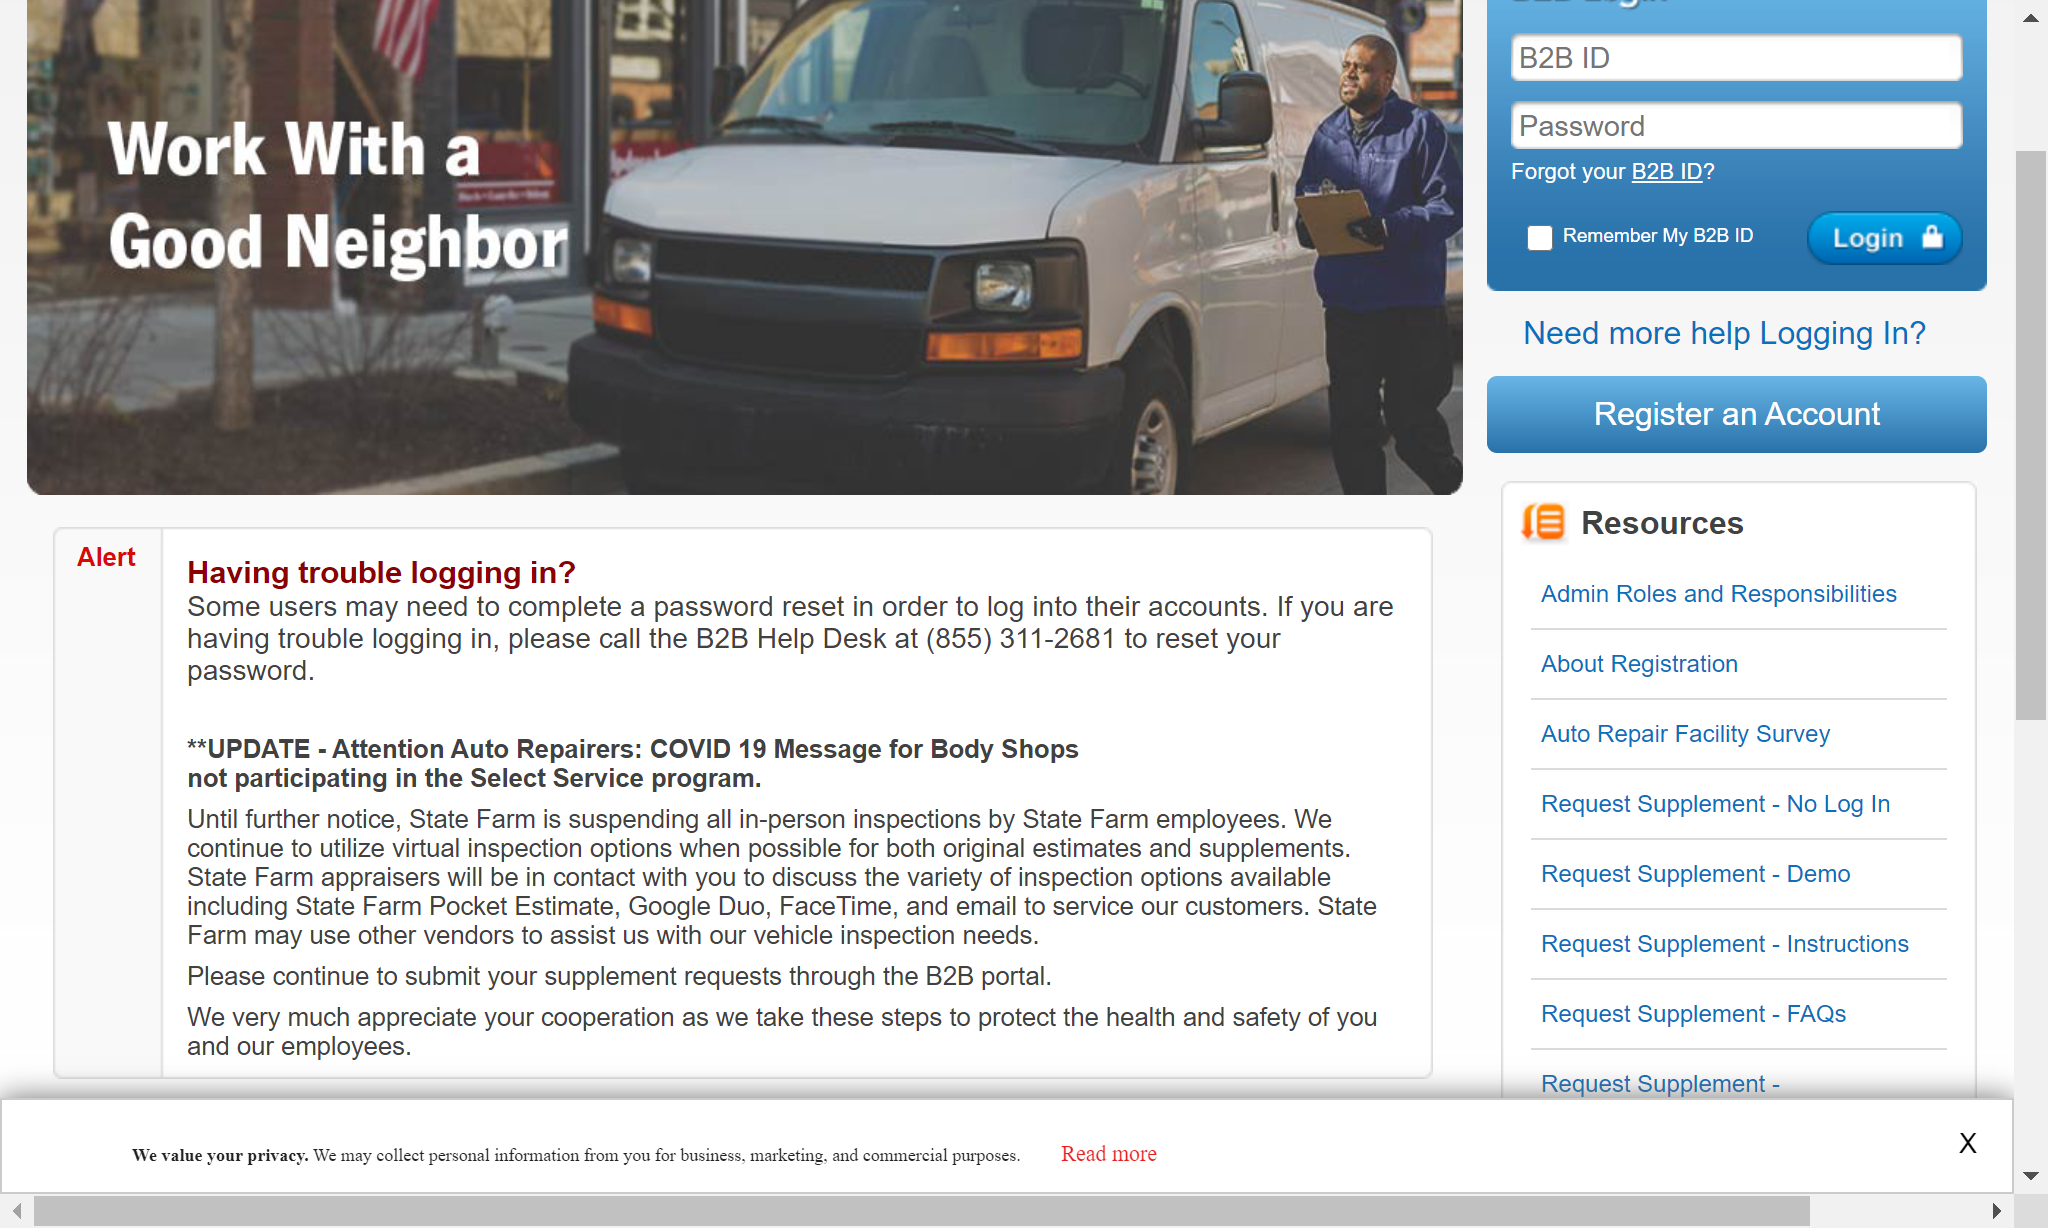 Work With a
Good Neighbor
B2B ID
Password
Forgot your B2B ID?
Remember My B2B ID
Login
Need more help Logging In?
Register an Account
Alert
Having trouble logging in?
Some users may need to complete a password reset in order to log into their accounts. If you are
having trouble logging in, please call the B2B Help Desk at (855) 311-2681 to reset your
password.
**UPDATE - Attention Auto Repairers: COVID 19 Message for Body Shops
not participating in the Select Service program.
Until further notice, State Farm is suspending all in-person inspections by State Farm employees. We
continue to utilize virtual inspection options when possible for both original estimates and supplements.
State Farm appraisers will be in contact with you to discuss the variety of inspection options available
including State Farm Pocket Estimate, Google Duo, FaceTime, and email to service our customers. State
Farm may use other vendors to assist us with our vehicle inspection needs.
Please continue to submit your supplement requests through the B2B portal.
We very much appreciate your cooperation as we take these steps to protect the health and safety of you
and our employees.
Resources
Admin Roles and Responsibilities
About Registration
Auto Repair Facility Survey
Request Supplement - No Log In
Request Supplement - Demo
Request Supplement - Instructions
Request Supplement - FAQs
Request Supplement -
We value your privacy. We may collect personal information from you for business, marketing, and commercial purposes. Read more
X